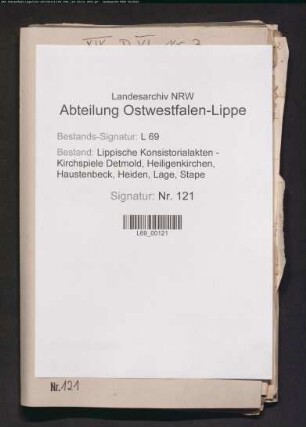 Landesarchiv NRW
Abteilung Ostwestfalen-Lippe
Bestands-Signatur: L 69
Bestand: Lippische Konsistorialakten -
Kirchspiele Detmold, Heiligenkirchen,
Haustenbeck, Heiden, Lage, Stape
Signatur: Nr. 121
L69_00121
Nr. 121